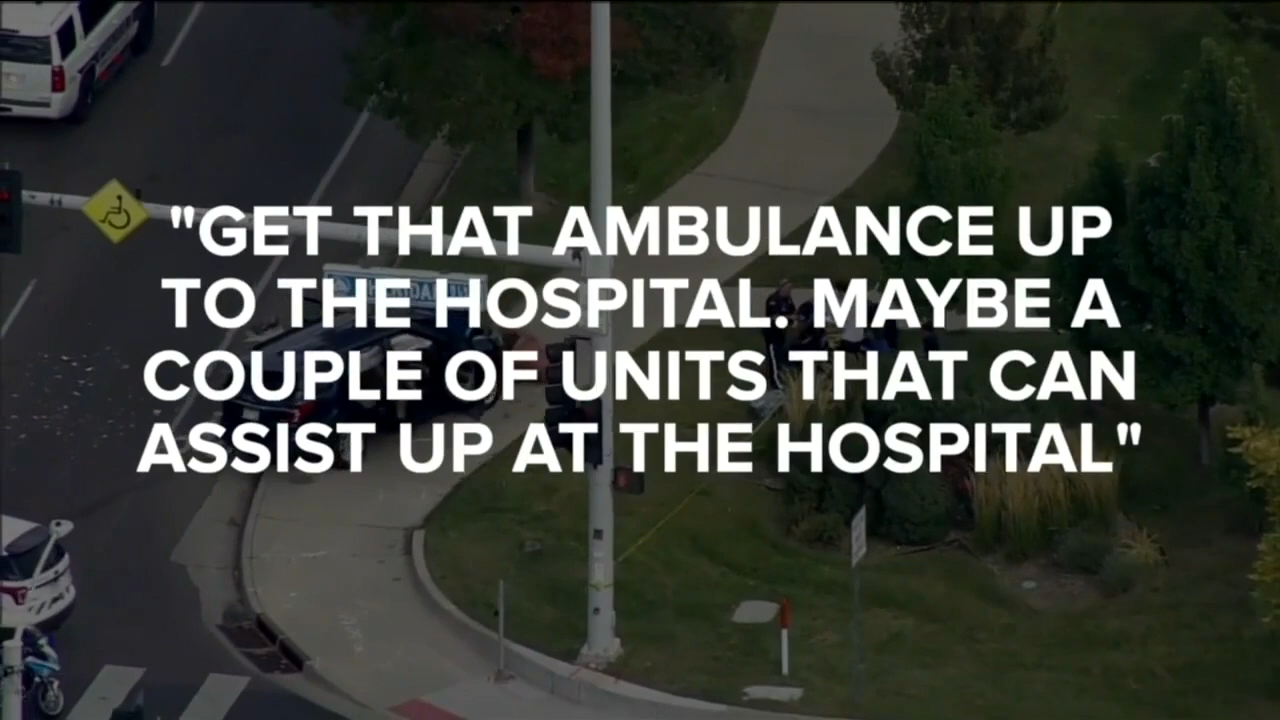 "GET THAT AMBULANCE UP
TO THE HOSPITAL. MAYBE A
COUPLE OF UNITS THAT CAN
ASSIST UP AT THE HOSPITAL"